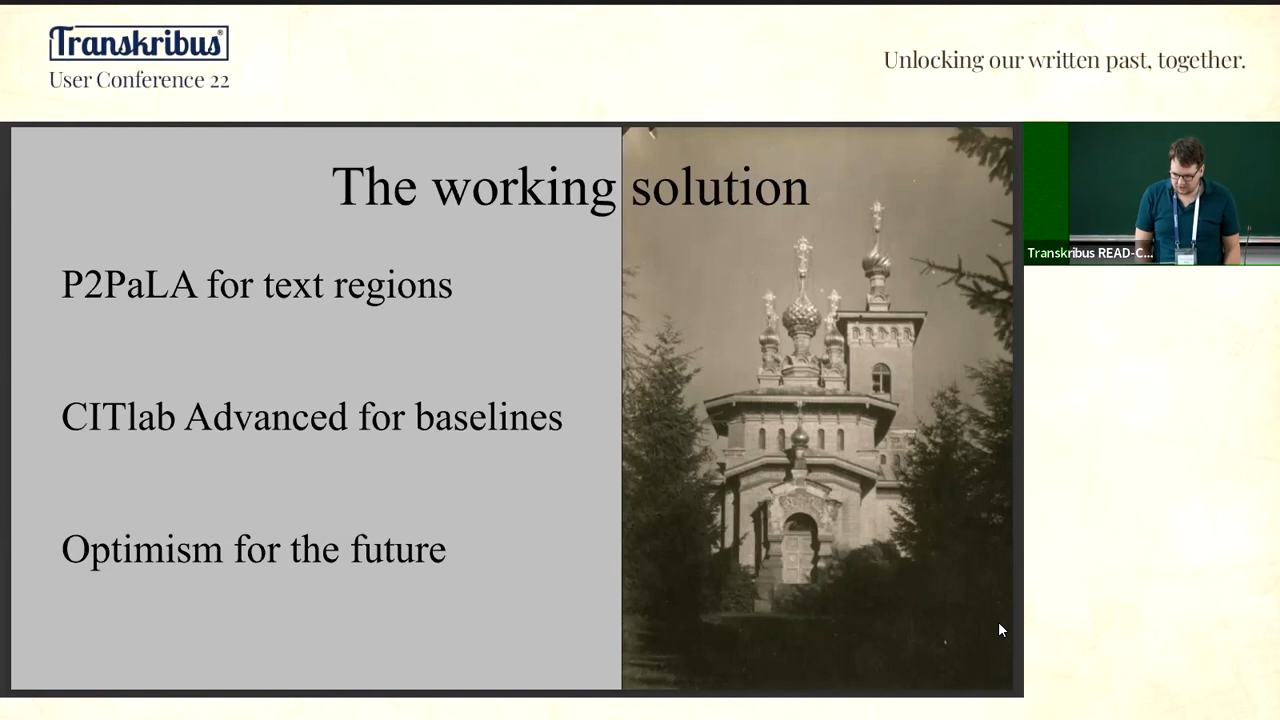 Transkribus®
User Conference 22
Unlocking our written past, together.
The working solution
P2PaLA for text regions
CITlab Advanced for baselines
Optimism for the future
Transkribus READ-C...